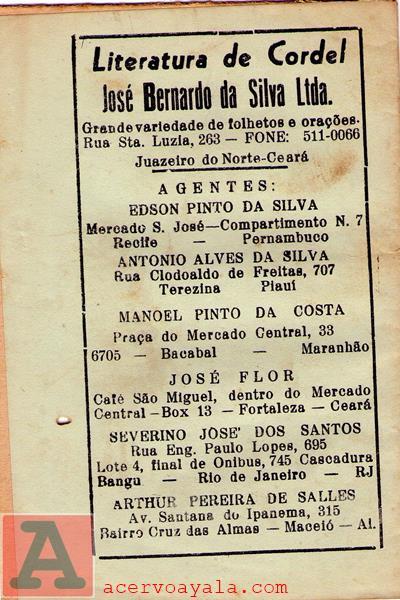 Literatura de Cordel
José Bernardo da Silva Ltda.
Grande variedade de folhetos e orações.
Rua Sta. Luzia, 263 — FONE: 511-0066
Juazeiro do Norte-Ceará
AGENTES:
EDSON PINTO DA SILVA
Mercado S. José—Compartimento N. 7
Recife — Pernambuco
ANTONIO ALVES DA SILVA
Rua Clodoaldo de Freitas, 707
Terezina Piauí
MANOEL PINTO DA COSTA
Praça do Mercado Central, 33
6705 — Bacabal — Maranhão
JOSÉ FLOR
Café São Miguel, dentro do Mercado
Central — Box 13 — Fortaleza — Ceará
SEVERINO JOSE' DOS SANTOS
Rua Eng. Paulo Lopes, 695
Lote 4, final de Onibus, 745 Cascadura
Bangu — Rio de Janeiro — RJ
ARTHUR PEREIRA DE SALLES
Av. Santana do Ipanema, 315
Bairro Cruz das Almas — Maceió — Al.
A
acervoayala.com